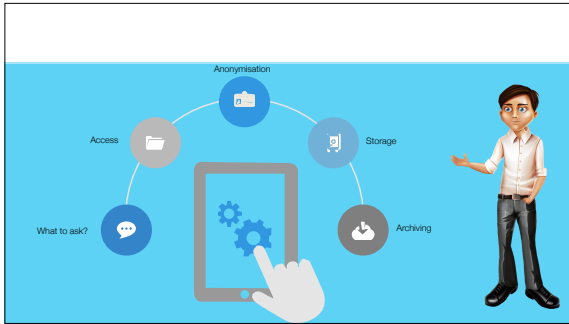 Anonymisation
Access
Storage
What to ask?
Archiving